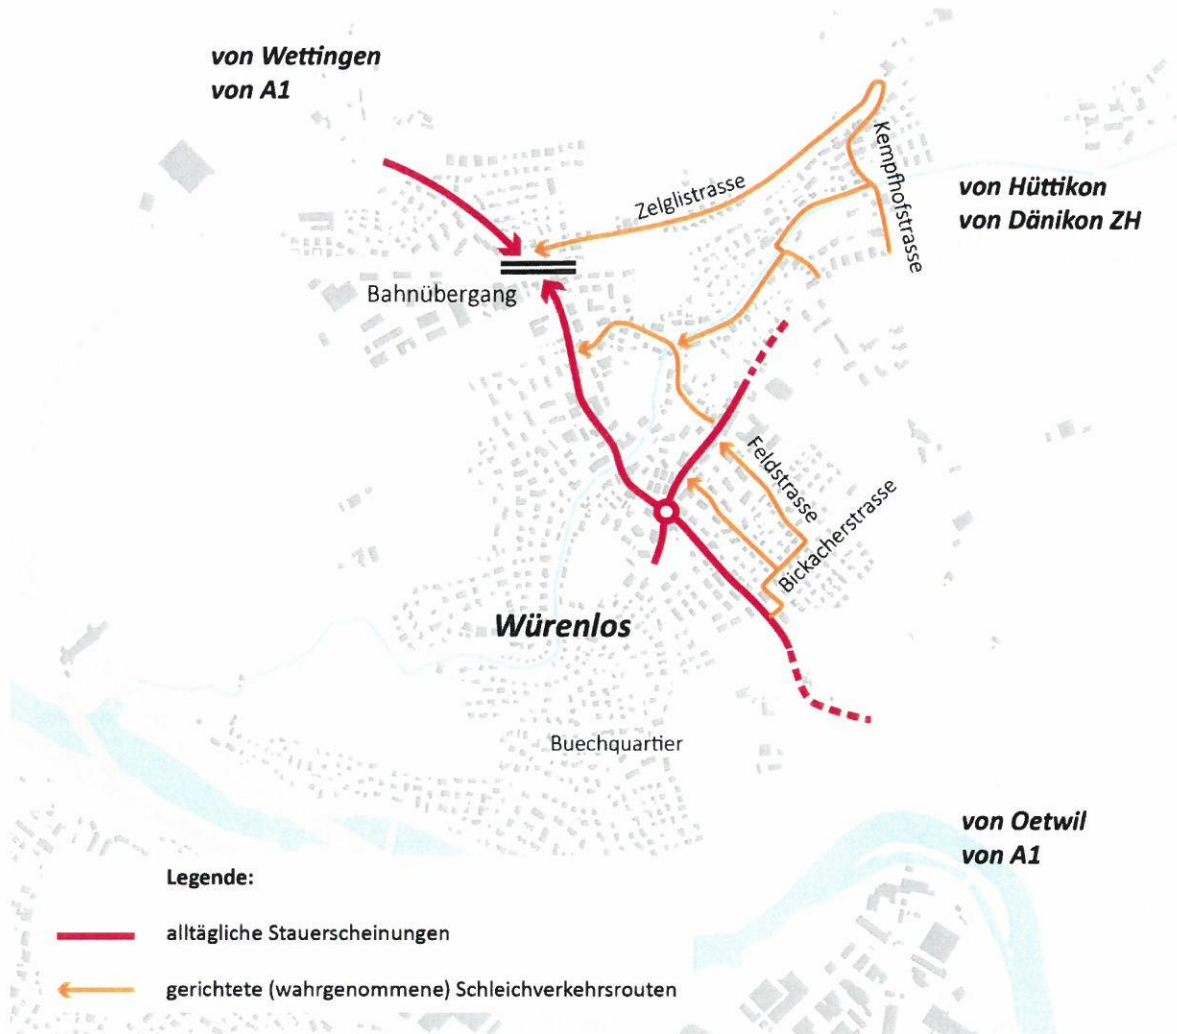 von Wettingen
von A1
Zelglistrasse
Kempfhofstrasse
von Hüttikon
von Dänikon ZH
Bahnübergang
Feldstrasse
Bickacherstrasse
Würenlos
Buechquartier
von Oetwil
von A1
Legende:
alltägliche Stauerscheinungen
gerichtete (wahrgenommene) Schleichverkehrsrouten